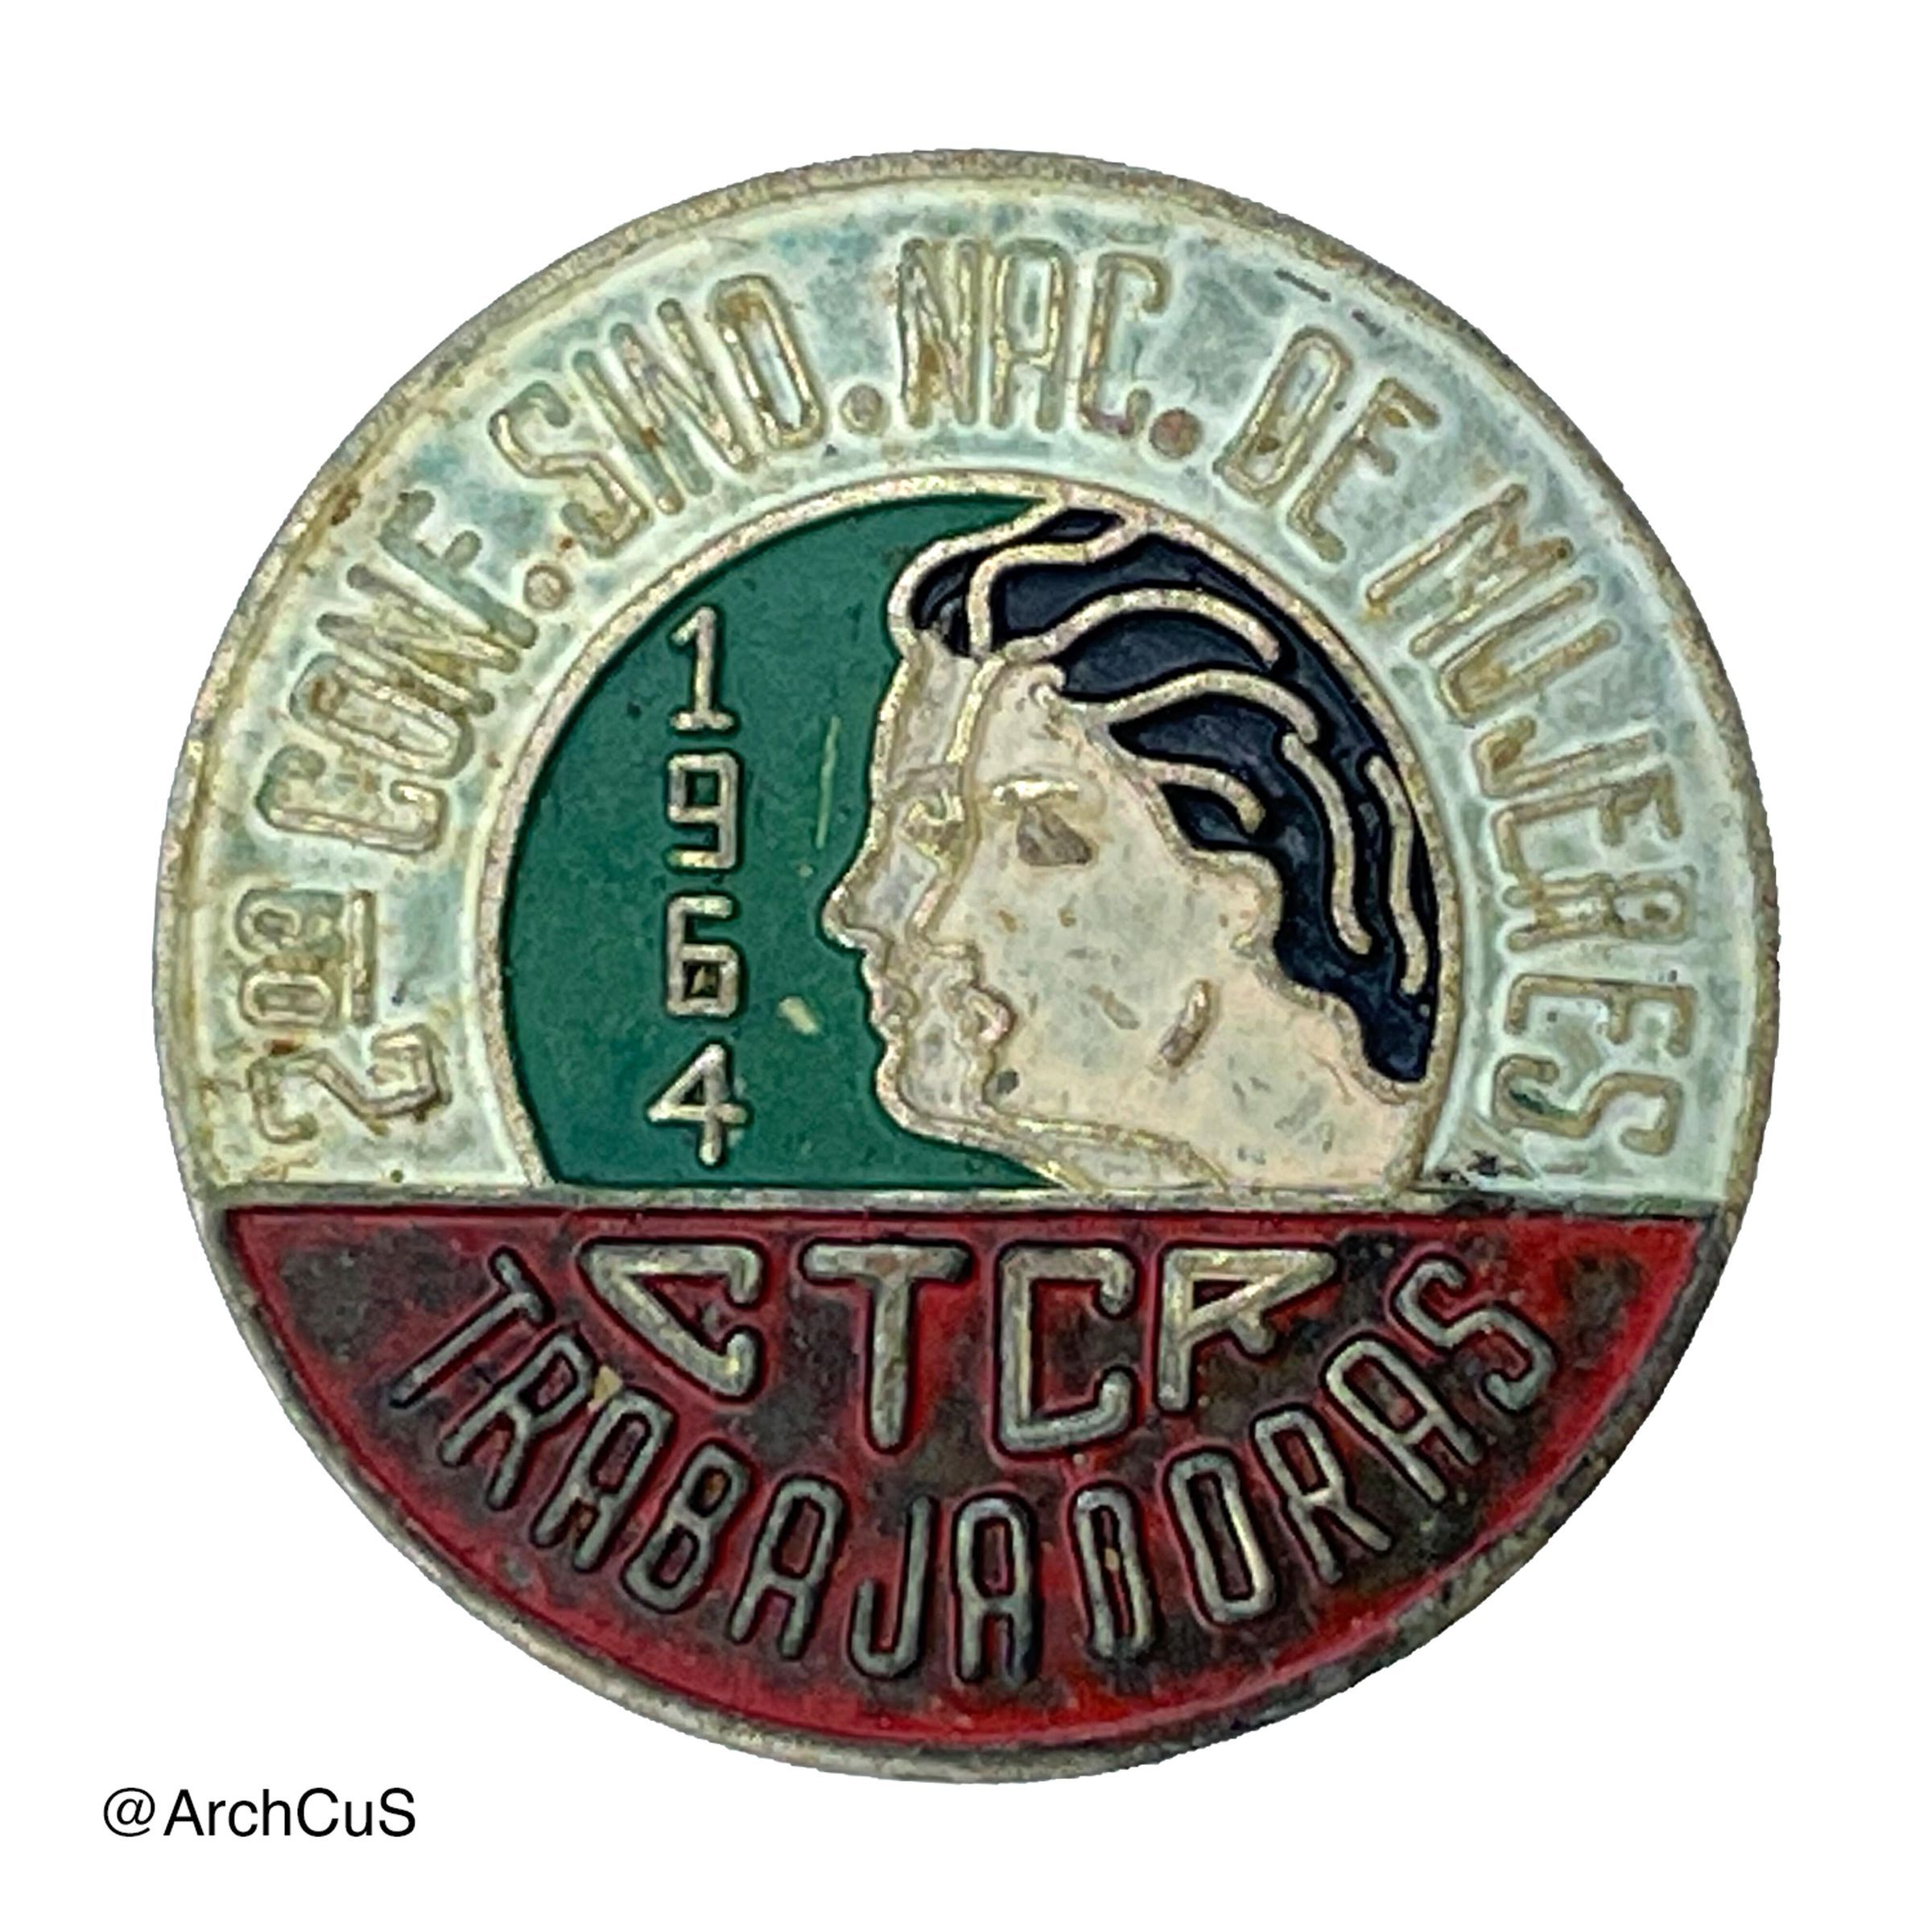 2da CONF. SIND. NAC. DE MUJERES
1964
CTCR
TRABAJADORAS
@ArchCuS